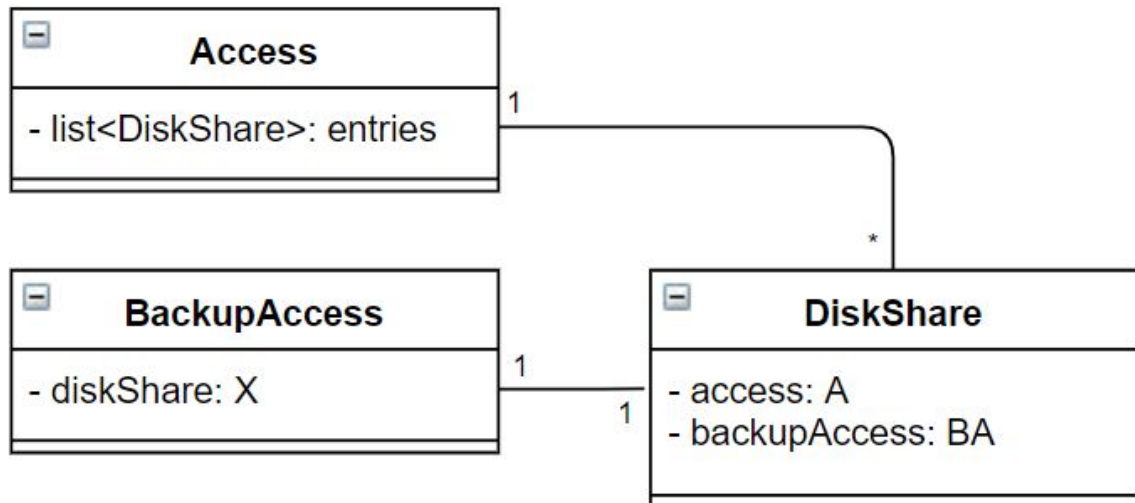 Access
- list<DiskShare>: entries
1
*
BackupAccess
- diskShare: X
1
1
DiskShare
- access: A
- backupAccess: BA